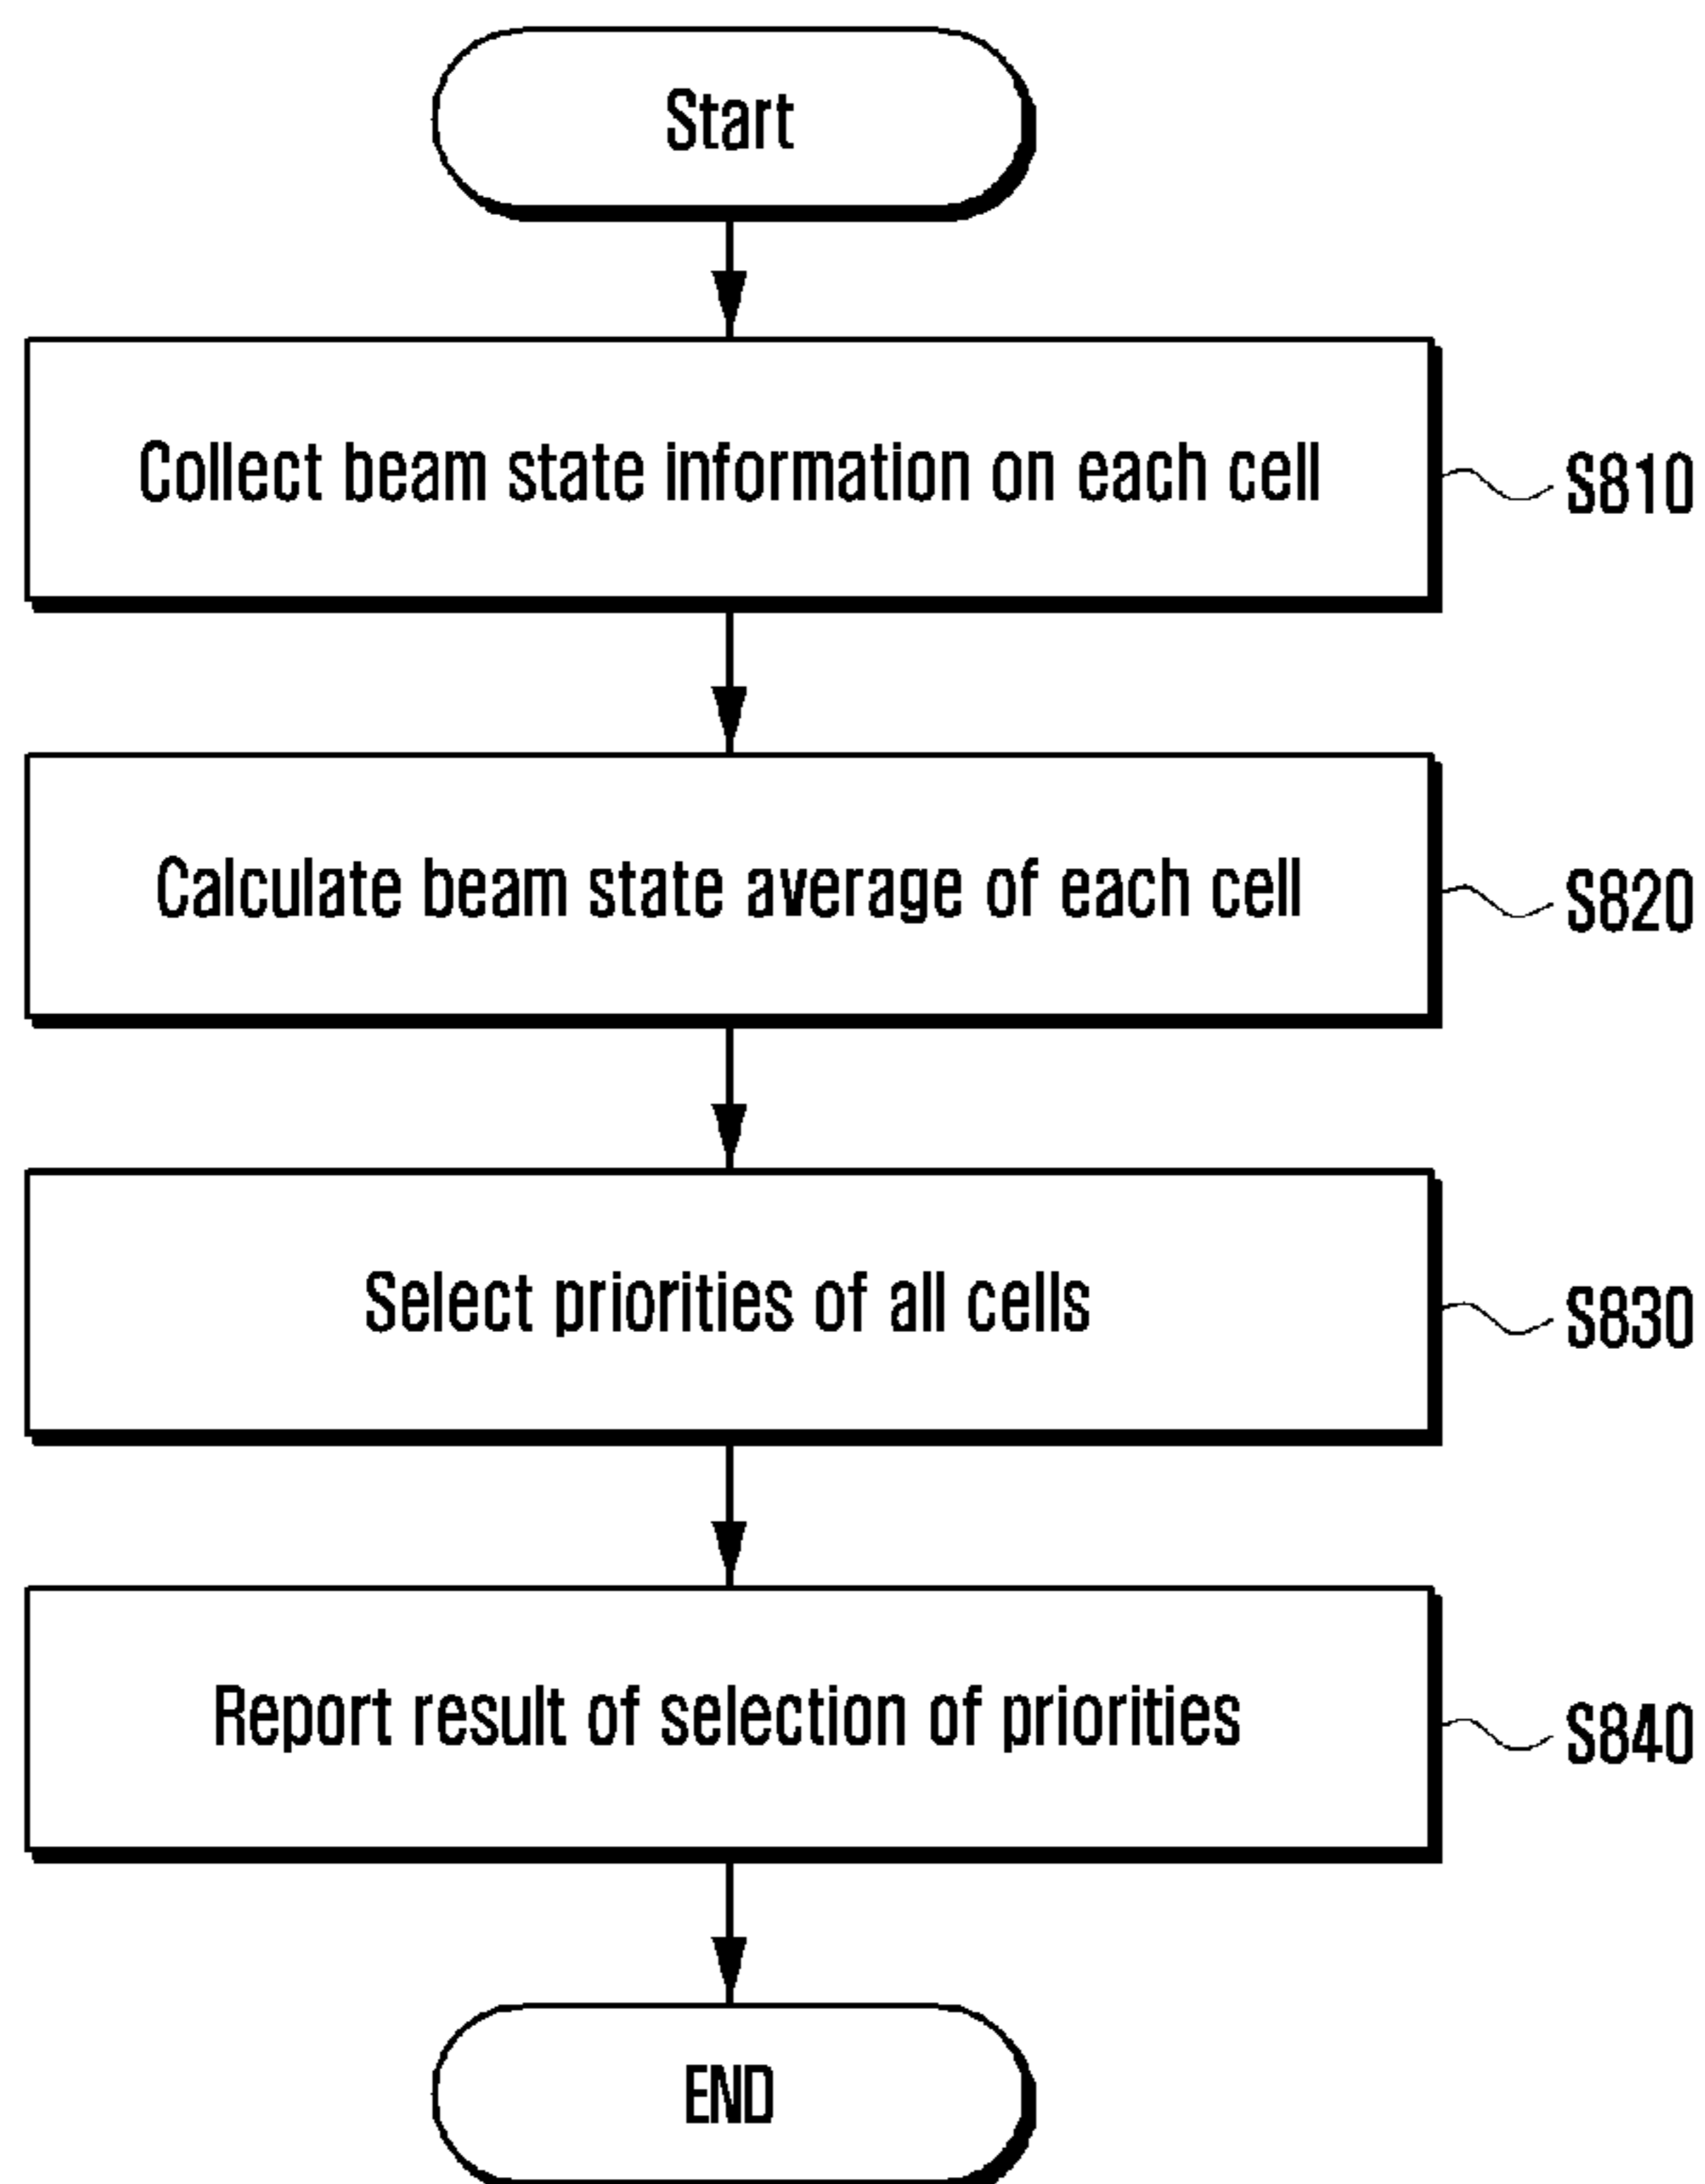 Start
Collect beam state information on each cell
S810
Calculate beam state average of each cell
S820
Select priorities of all cells
S830
Report result of selection of priorities
S840
END